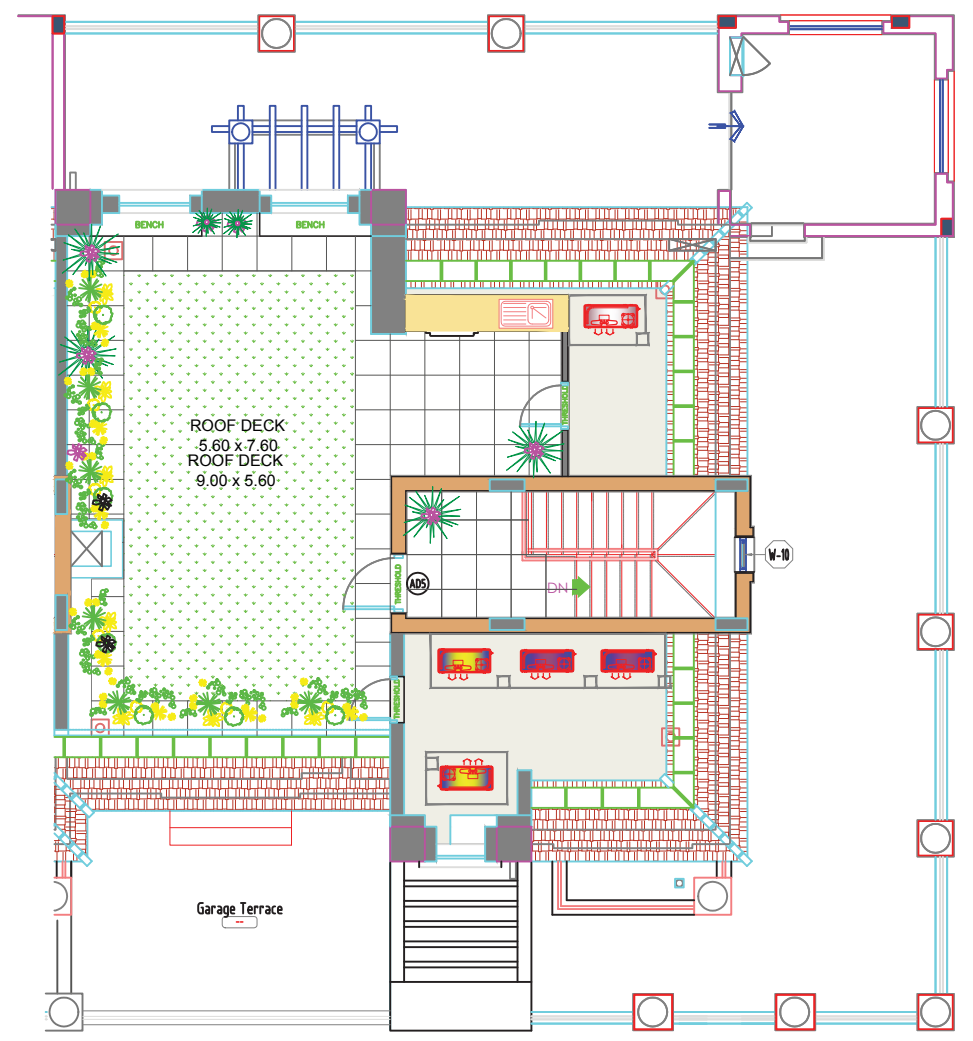 BENCH
BENCH
THRESHOLD
ROOF DECK
5.60 x 7.60
ROOF DECK
9.00 x 5.60
W-10
THRESHOLD
AD5
DN
THRESHOLD
Garage Terrace
--